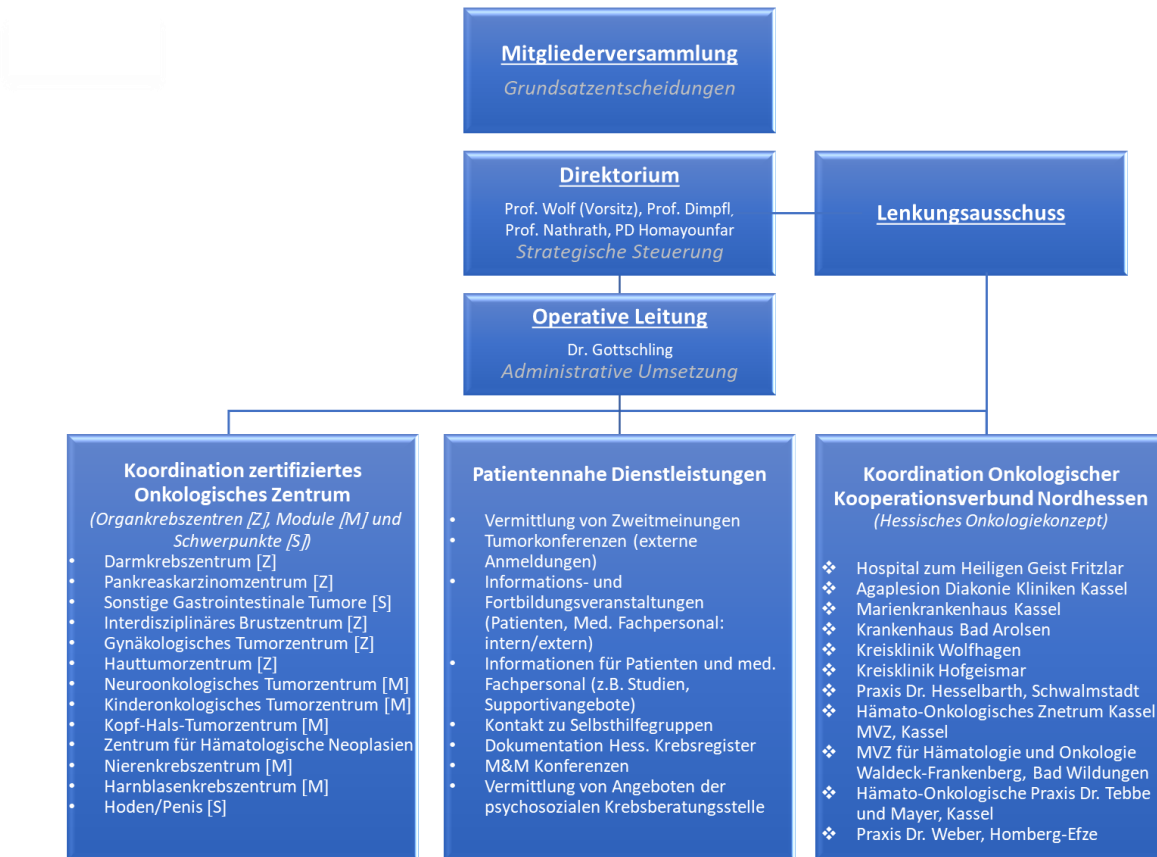 Mitgliederversammlung
Grundsatzentscheidungen
Direktorium
Prof. Wolf (Vorsitz), Prof. Dimpfl,
Prof. Nathrath, PD Homayounfar
Strategische Steuerung
Lenkungsausschuss
Operative Leitung
Dr. Gottschling
Administrative Umsetzung
Koordination zertifiziertes
Onkologisches Zentrum
(Organkrebszentren [Z], Module [M] und
Schwerpunkte [S])
• Darmkrebszentrum [Z]
• Pankreaskarzinomzentrum [Z]
• Sonstige Gastrointestinale Tumore [S]
• Interdisziplinäres Brustzentrum [Z]
• Gynäkologisches Tumorzentrum [Z]
• Hauttumorzentrum [Z]
• Neuroonkologisches Tumorzentrum [M]
• Kinderonkologisches Tumorzentrum [M]
• Kopf-Hals-Tumorzentrum [M]
• Zentrum für Hämatologische Neoplasien
• Nierenkrebszentrum [M]
• Harnblasenkrebszentrum [M]
• Hoden/Penis [S]
Patientennahe Dienstleistungen
• Vermittlung von Zweitmeinungen
• Tumorkonferenzen (externe
Anmeldungen)
• Informations- und
Fortbildungsveranstaltungen
(Patienten, Med. Fachpersonal:
intern/extern)
• Informationen für Patienten und med.
Fachpersonal (z.B. Studien,
Supportivangebote)
• Kontakt zu Selbsthilfegruppen
• Dokumentation Hess. Krebsregister
• M&M Konferenzen
• Vermittlung von Angeboten der
psychosozialen Krebsberatungsstelle
Koordination Onkologischer
Kooperationsverbund Nordhessen
(Hessisches Onkologiekonzept)
❖ Hospital zum Heiligen Geist Fritzlar
❖ Agaplesion Diakonie Kliniken Kassel
❖ Marienkrankenhaus Kassel
❖ Krankenhaus Bad Arolsen
❖ Kreisklinik Wolfhagen
❖ Kreisklinik Hofgeismar
❖ Praxis Dr. Hesselbarth, Schwalmstadt
❖ Hämato-Onkologisches Znetrum Kassel
MVZ, Kassel
❖ MVZ für Hämatologie und Onkologie
Waldeck-Frankenberg, Bad Wildungen
❖ Hämato-Onkologische Praxis Dr. Tebbe
und Mayer, Kassel
❖ Praxis Dr. Weber, Homberg-Efze